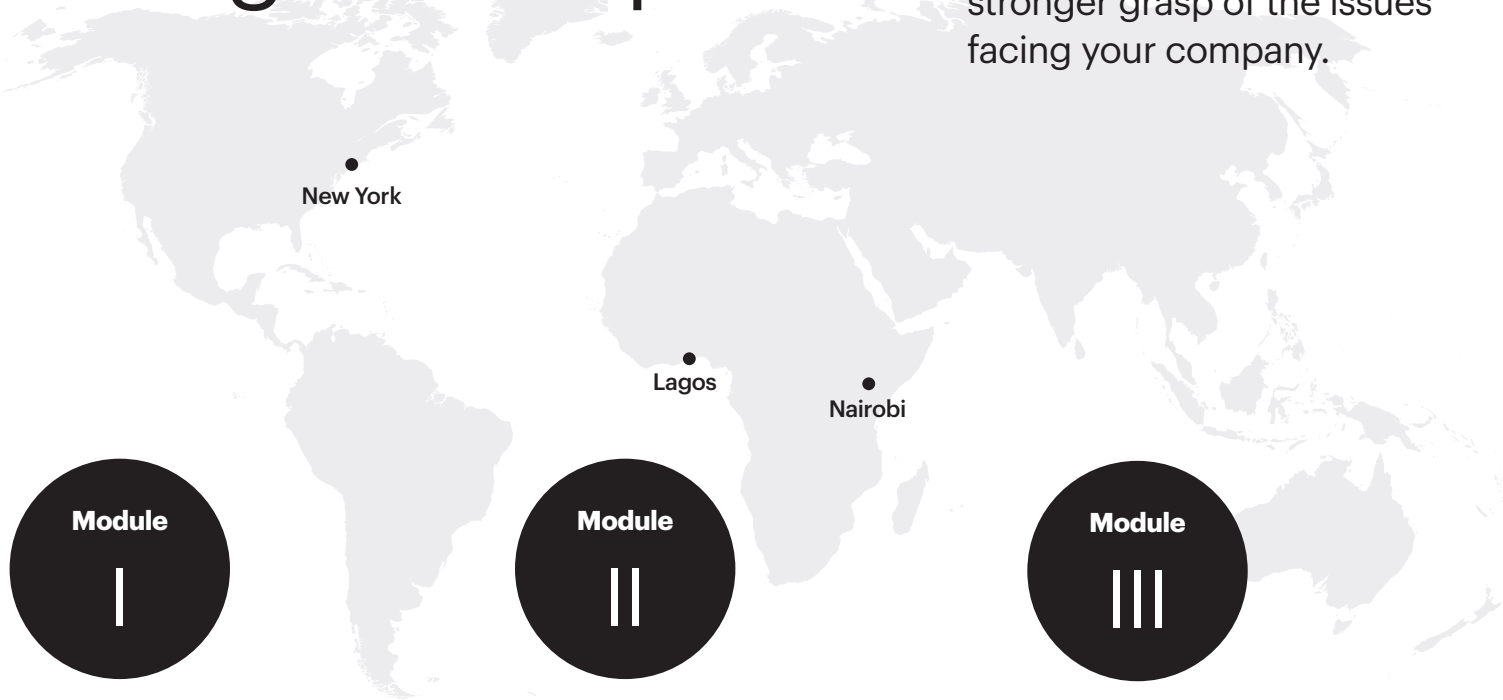 stronger grasp of the issues
facing your company.
New York
Lagos
Nairobi
Module
I
Module
II
Module
III